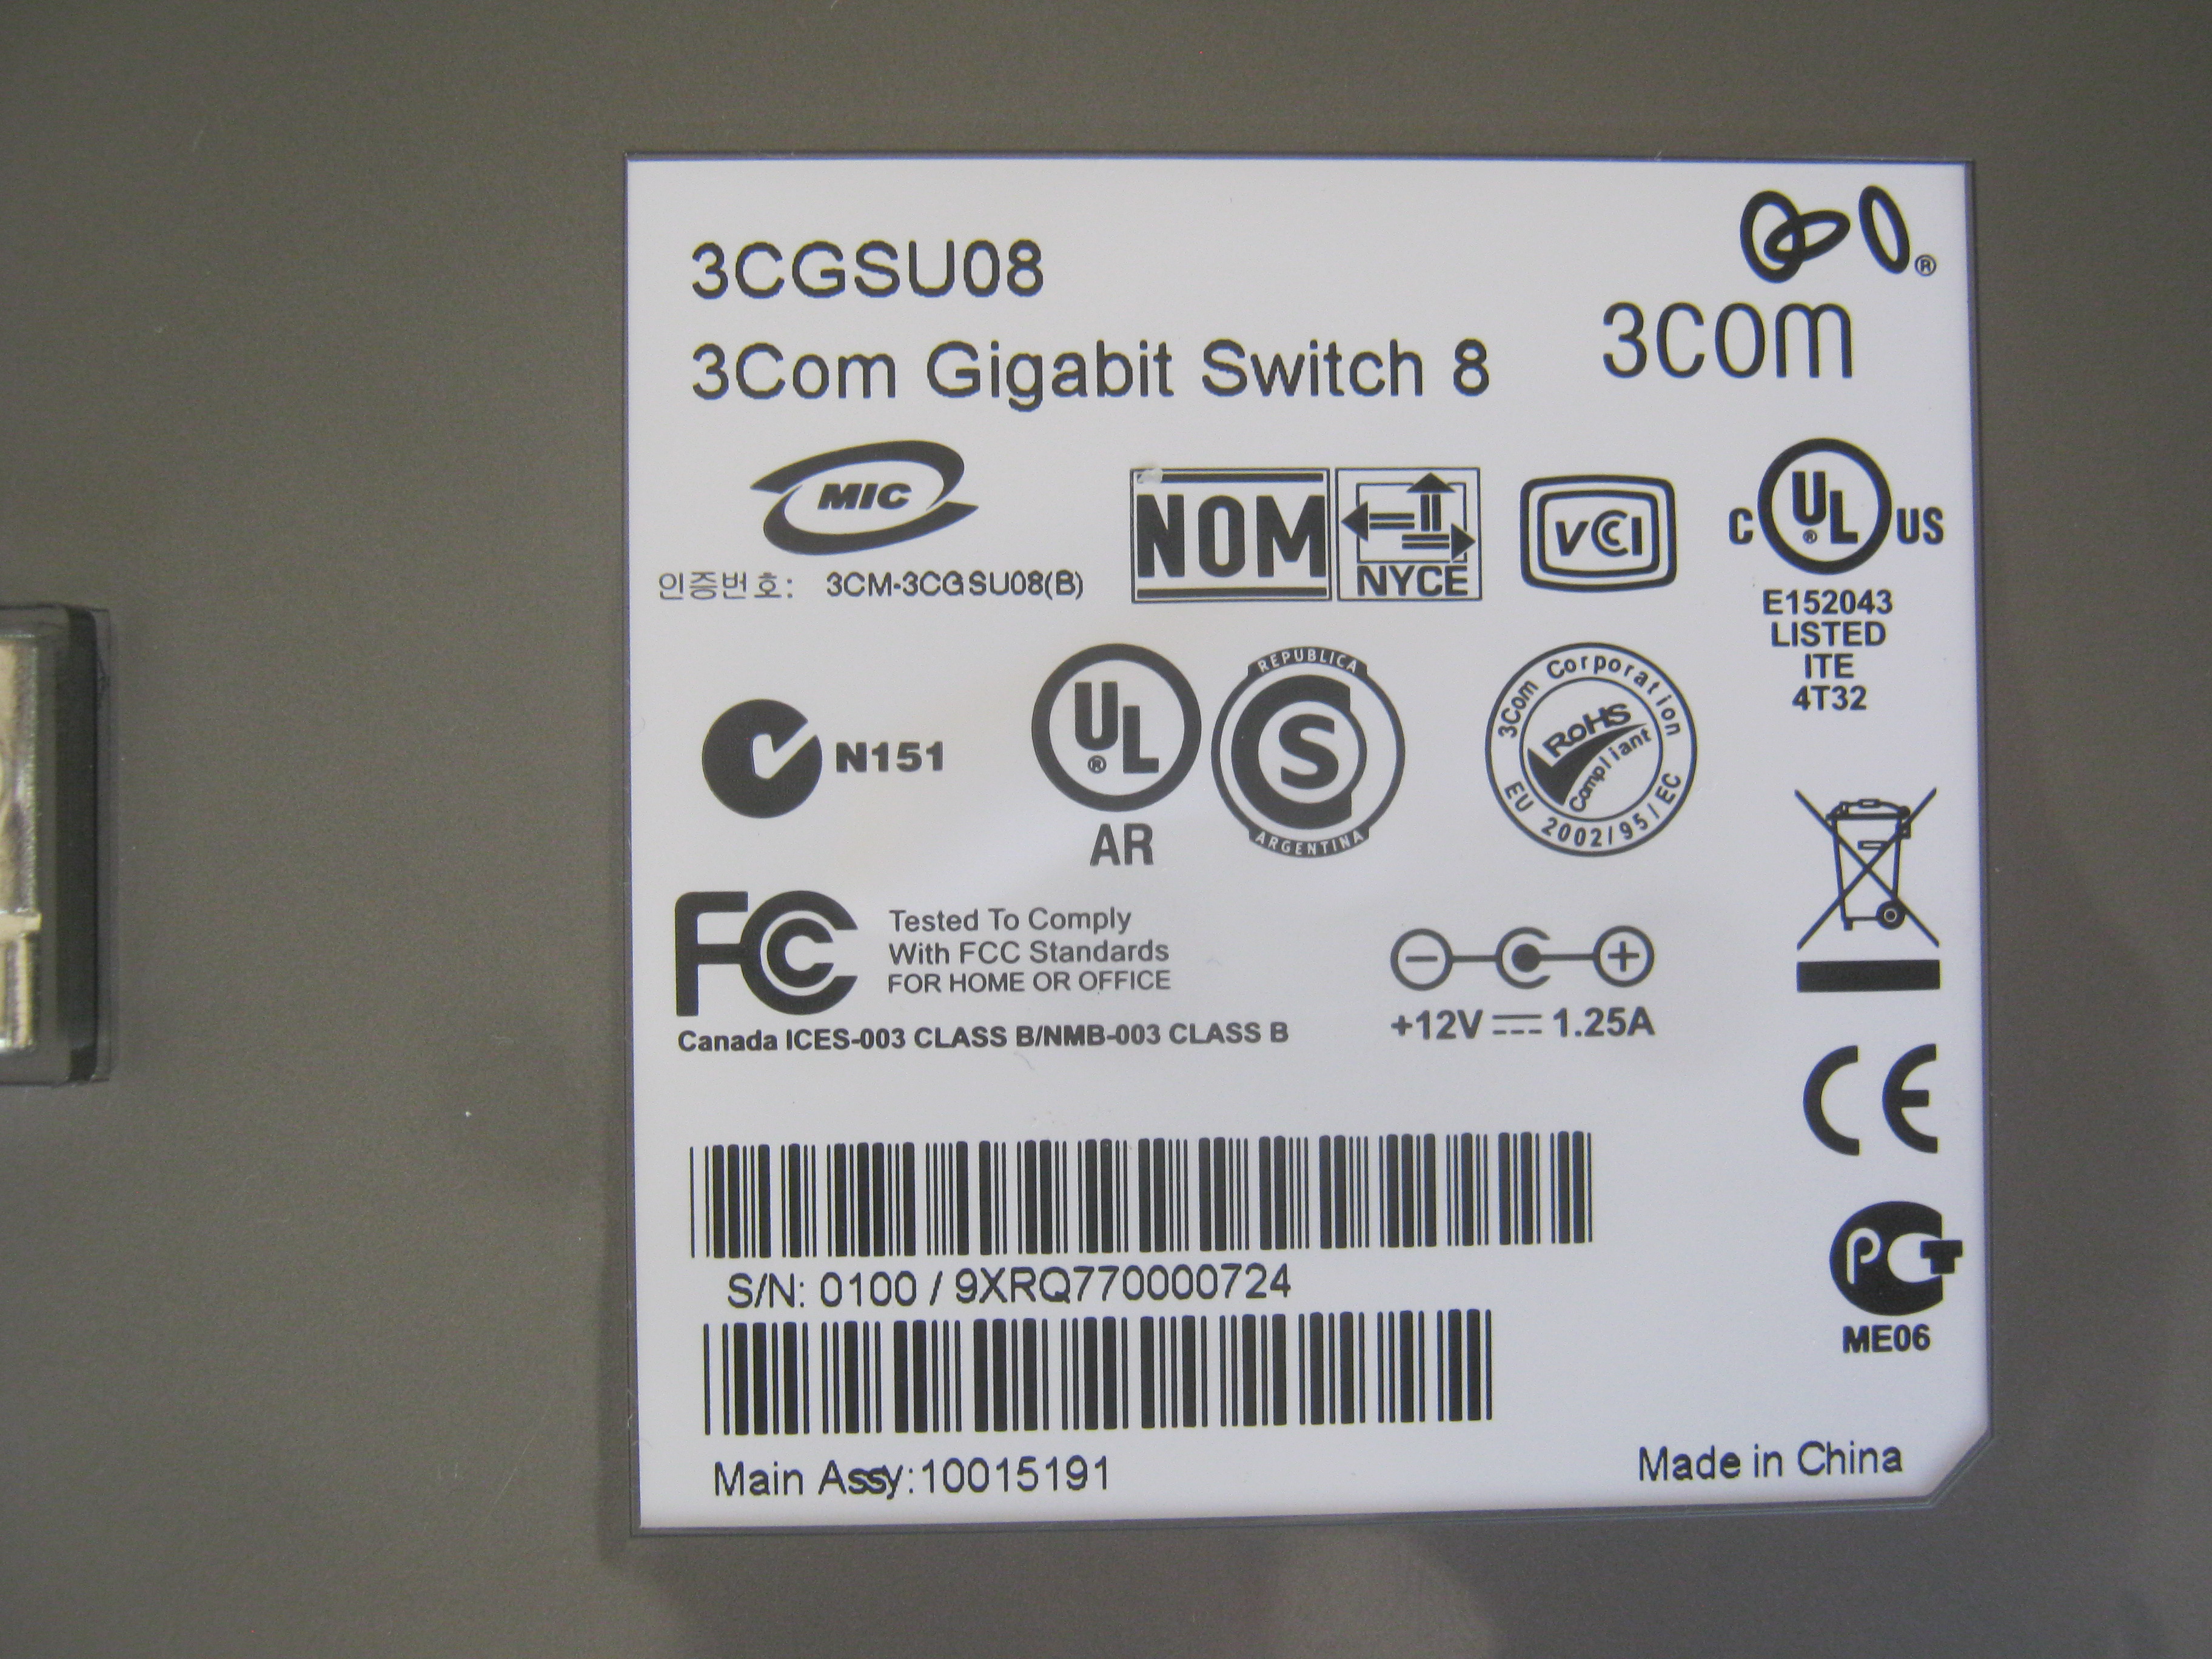 3CGSU08
3Com Gigabit Switch 8
®
3COM
MIC
인증번호: 3CM-3CGSU08(B)
NOM
NYCE
VCCI
C UL® US
E152043
LISTED
ITE
4T32
N151
UL®
AR
REPUBLICA
CS
ARGENTINA
3Com Corporation
RoHS
Compliant
EU 2002/95/EC
FCC
Tested To Comply
With FCC Standards
FOR HOME OR OFFICE
Canada ICES-003 CLASS B/NMB-003 CLASS B
+12V ⎓ 1.25A
CE
S/N: 0100 / 9XRQ770000724
PCT
ME06
Main Assy:10015191
Made in China